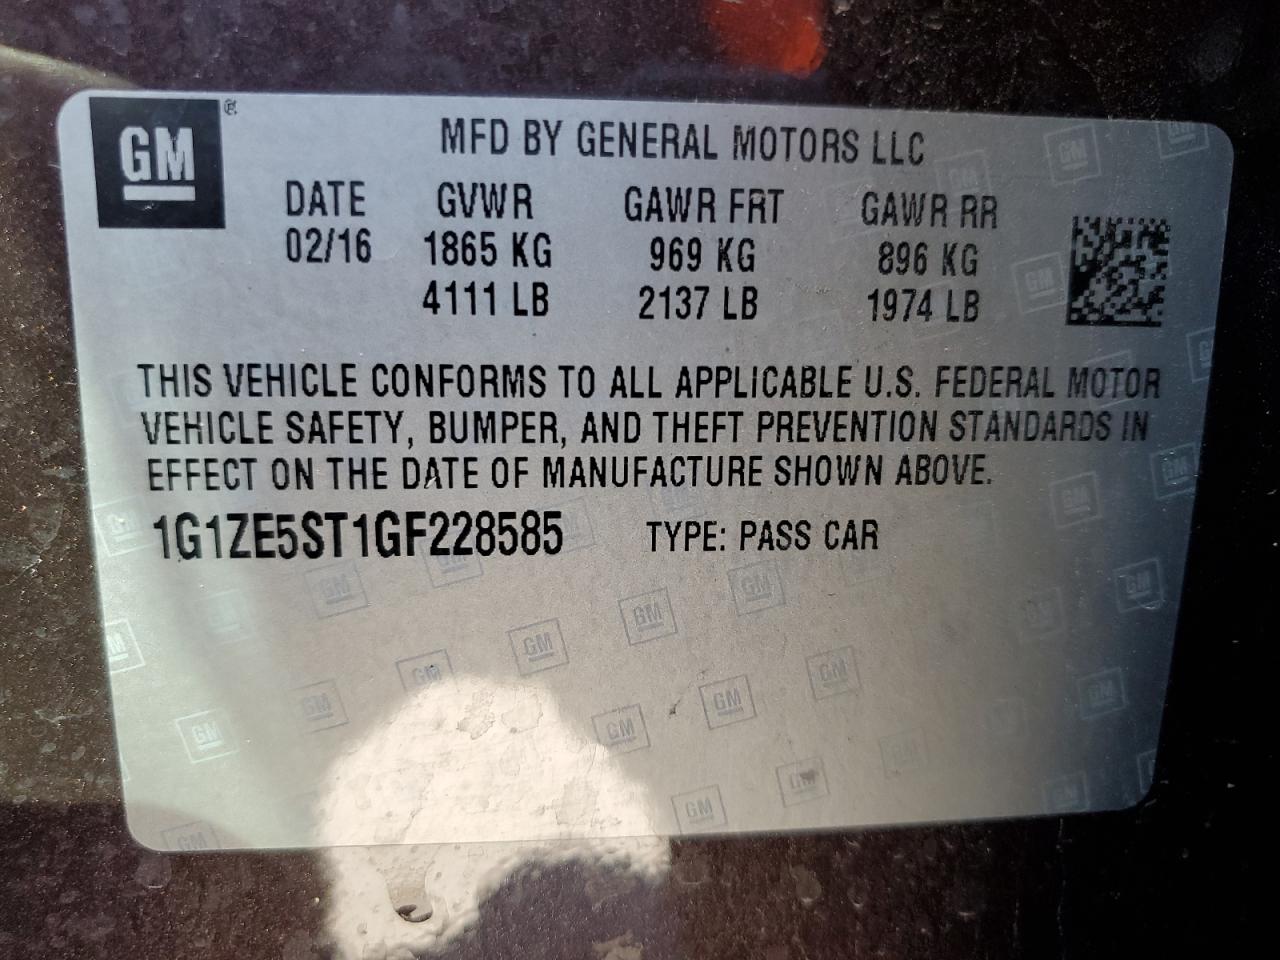 GM ®
MFD BY GENERAL MOTORS LLC
DATE GVWR GAWR FRT GAWR RR
02/16 1865 KG 969 KG 896 KG
4111 LB 2137 LB 1974 LB
THIS VEHICLE CONFORMS TO ALL APPLICABLE U.S. FEDERAL MOTOR
VEHICLE SAFETY, BUMPER, AND THEFT PREVENTION STANDARDS IN
EFFECT ON THE DATE OF MANUFACTURE SHOWN ABOVE.
1G1ZE5ST1GF228585 TYPE: PASS CAR